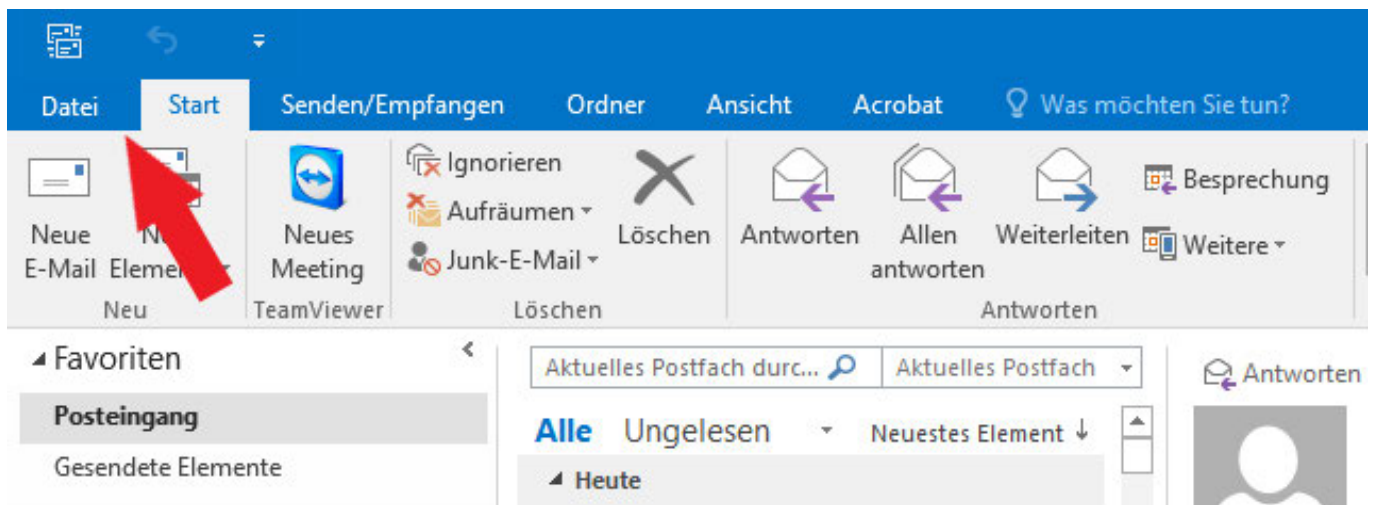 Datei Start Senden/Empfangen Ordner Ansicht Acrobat Was möchten Sie tun?
Neue
E-Mail
Elemente
Neu
Neues
Meeting
TeamViewer
Ignorieren
Aufräumen
Junk-E-Mail
Löschen
Löschen
Antworten
Allen
antworten
Weiterleiten
Besprechung
Weitere
Antworten
Favoriten
Posteingang
Gesendete Elemente
Aktuelles Postfach durc... Aktuelles Postfach
Alle Ungelesen Neuestes Element
Heute
Antworten